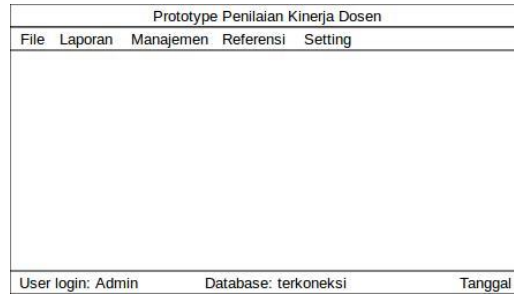 Prototype Penilaian Kinerja Dosen
File Laporan Manajemen Referensi Setting
User login: Admin Database: terkoneksi Tanggal